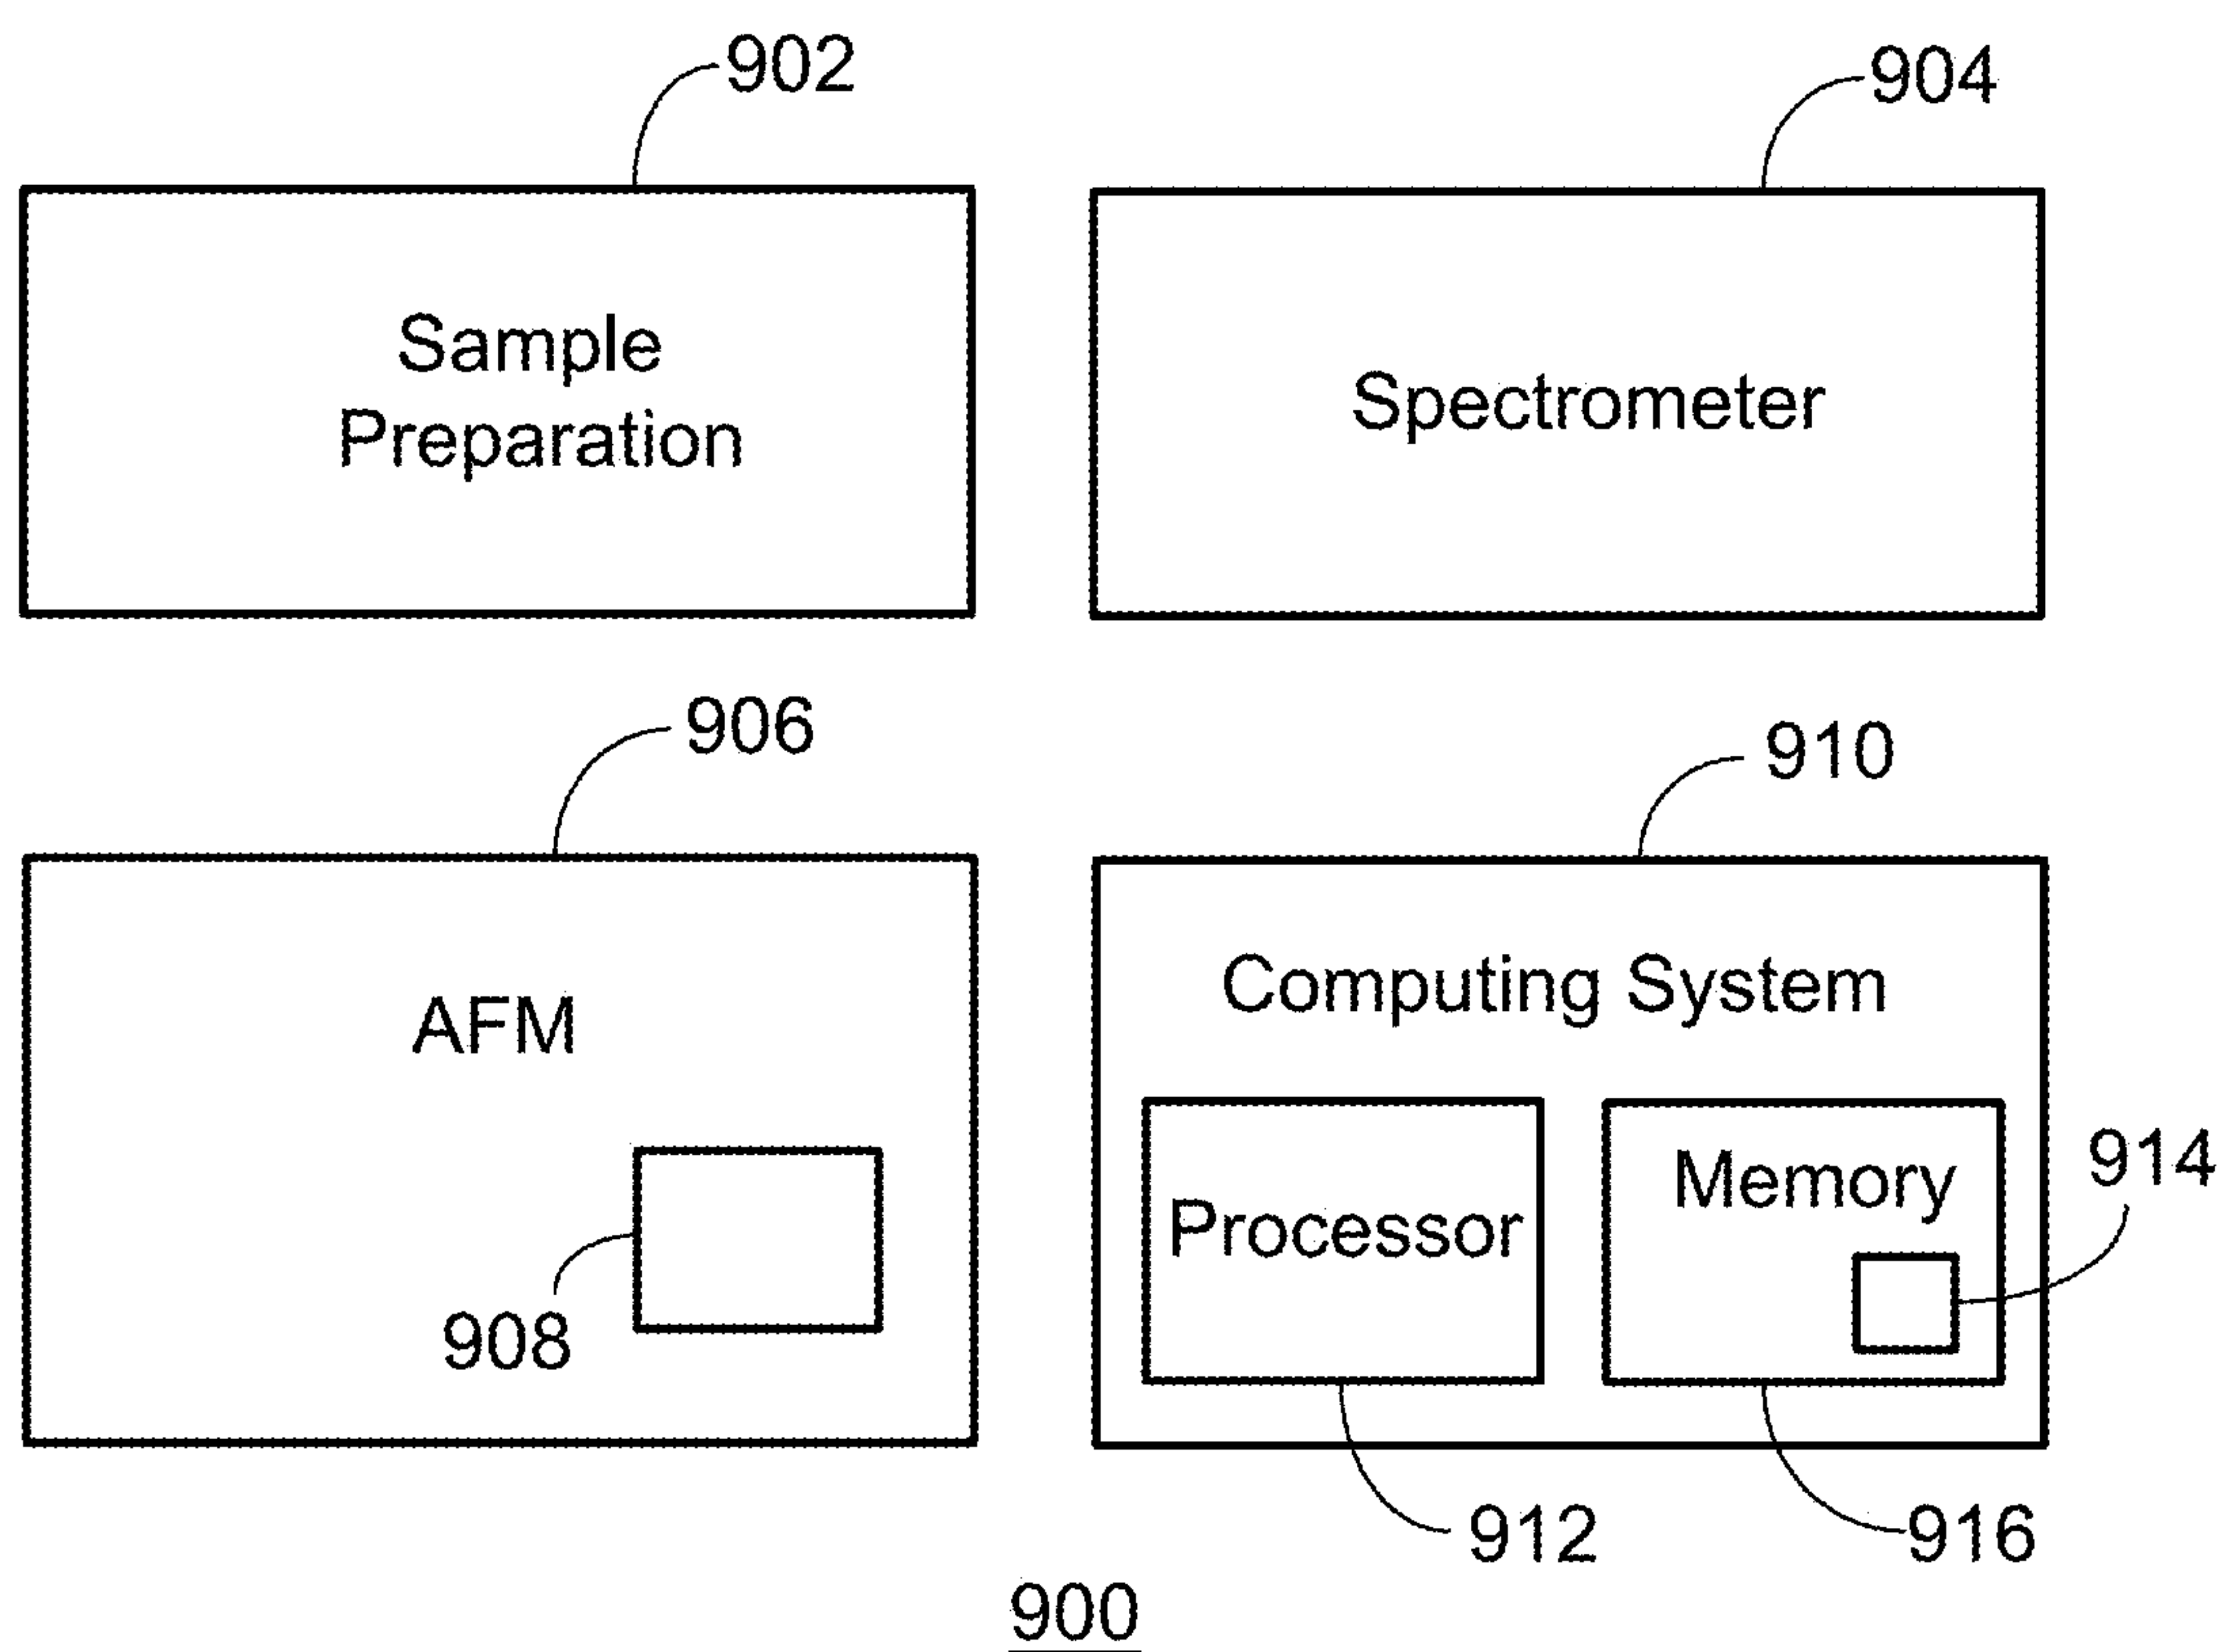 902
904
Sample
Preparation
Spectrometer
906
910
AFM
908
Computing System
Processor
Memory
914
912
916
900